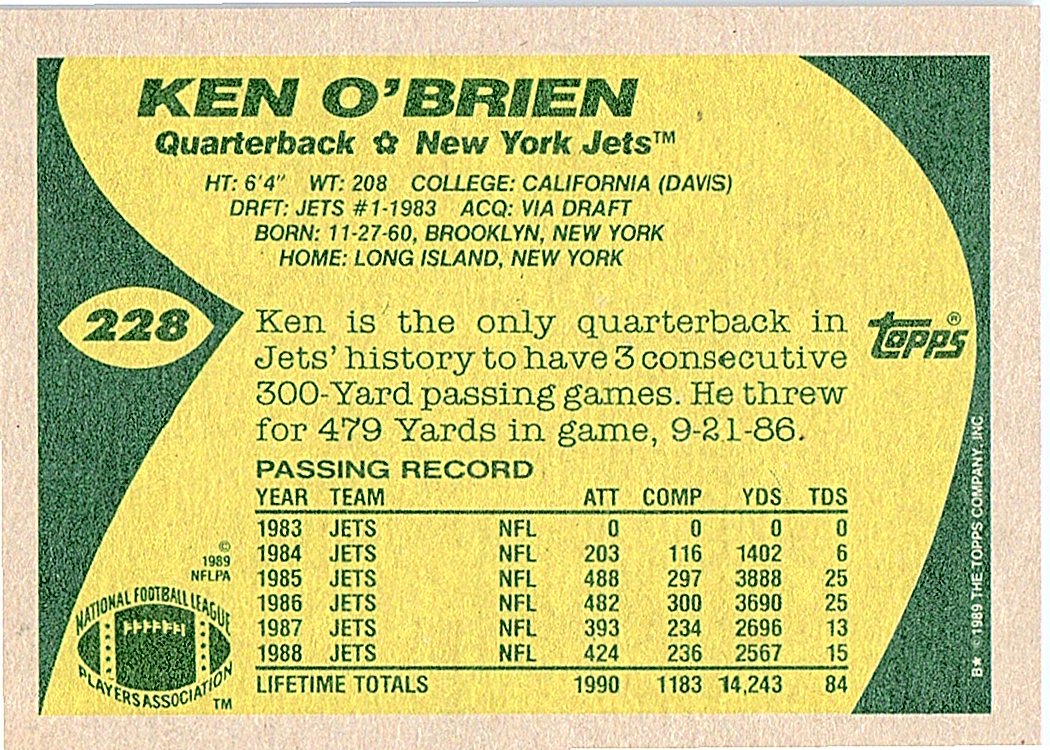 KEN O'BRIEN
Quarterback ✿ New York Jets™
HT: 6'4" WT: 208 COLLEGE: CALIFORNIA (DAVIS)
DRFT: JETS #1-1983 ACQ: VIA DRAFT
BORN: 11-27-60, BROOKLYN, NEW YORK
HOME: LONG ISLAND, NEW YORK
228
Ken is the only quarterback in
Jets' history to have 3 consecutive
300-Yard passing games. He threw
for 479 Yards in game, 9-21-86.
topps®
PASSING RECORD
YEAR TEAM ATT COMP YDS TDS
1983 JETS NFL 0 0 0 0
1984 JETS NFL 203 116 1402 6
1985 JETS NFL 488 297 3888 25
1986 JETS NFL 482 300 3690 25
1987 JETS NFL 393 234 2696 13
1988 JETS NFL 424 236 2567 15
LIFETIME TOTALS 1990 1183 14,243 84
©
1989
NFLPA
NATIONAL FOOTBALL LEAGUE
PLAYERS ASSOCIATION
TM
B* © 1989 THE TOPPS COMPANY, INC